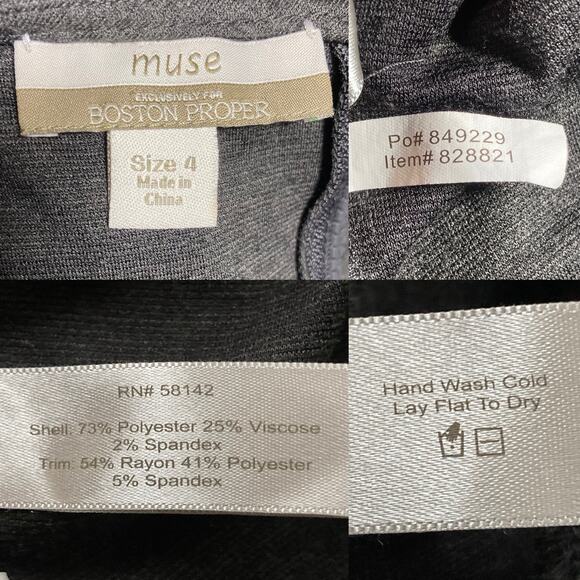 muse
EXCLUSIVELY FOR
BOSTON PROPER
Size 4
Made in
China
Po# 849229
Item# 828821
RN# 58142
Shell: 73% Polyester 25% Viscose
2% Spandex
Trim: 54% Rayon 41% Polyester
5% Spandex
Hand Wash Cold
Lay Flat To Dry